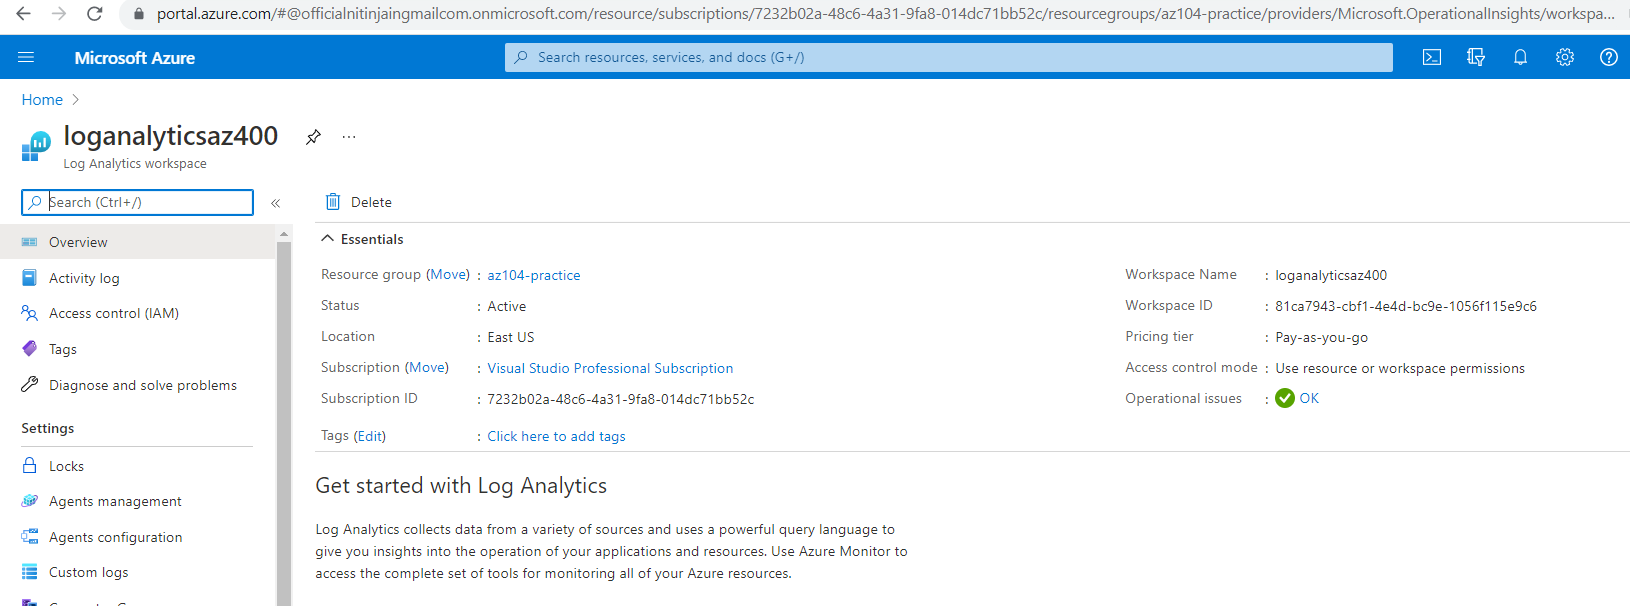 portal.azure.com/#@officialnitinjaingmailcom.onmicrosoft.com/resource/subscriptions/7232b02a-48c6-4a31-9fa8-014dc71bb52c/resourcegroups/az104-practice/providers/Microsoft.OperationalInsights/workspa...
Microsoft Azure
Search resources, services, and docs (G+/)
Home >
loganalyticsaz400 ...
Log Analytics workspace
Search (Ctrl+/) «
Delete
Overview
Activity log
Access control (IAM)
Tags
Diagnose and solve problems
Settings
Locks
Agents management
Agents configuration
Custom logs
Essentials
Resource group (Move) : az104-practice
Status : Active
Location : East US
Subscription (Move) : Visual Studio Professional Subscription
Subscription ID : 7232b02a-48c6-4a31-9fa8-014dc71bb52c
Tags (Edit) : Click here to add tags
Workspace Name : loganalyticsaz400
Workspace ID : 81ca7943-cbf1-4e4d-bc9e-1056f115e9c6
Pricing tier : Pay-as-you-go
Access control mode : Use resource or workspace permissions
Operational issues : OK
Get started with Log Analytics
Log Analytics collects data from a variety of sources and uses a powerful query language to
give you insights into the operation of your applications and resources. Use Azure Monitor to
access the complete set of tools for monitoring all of your Azure resources.